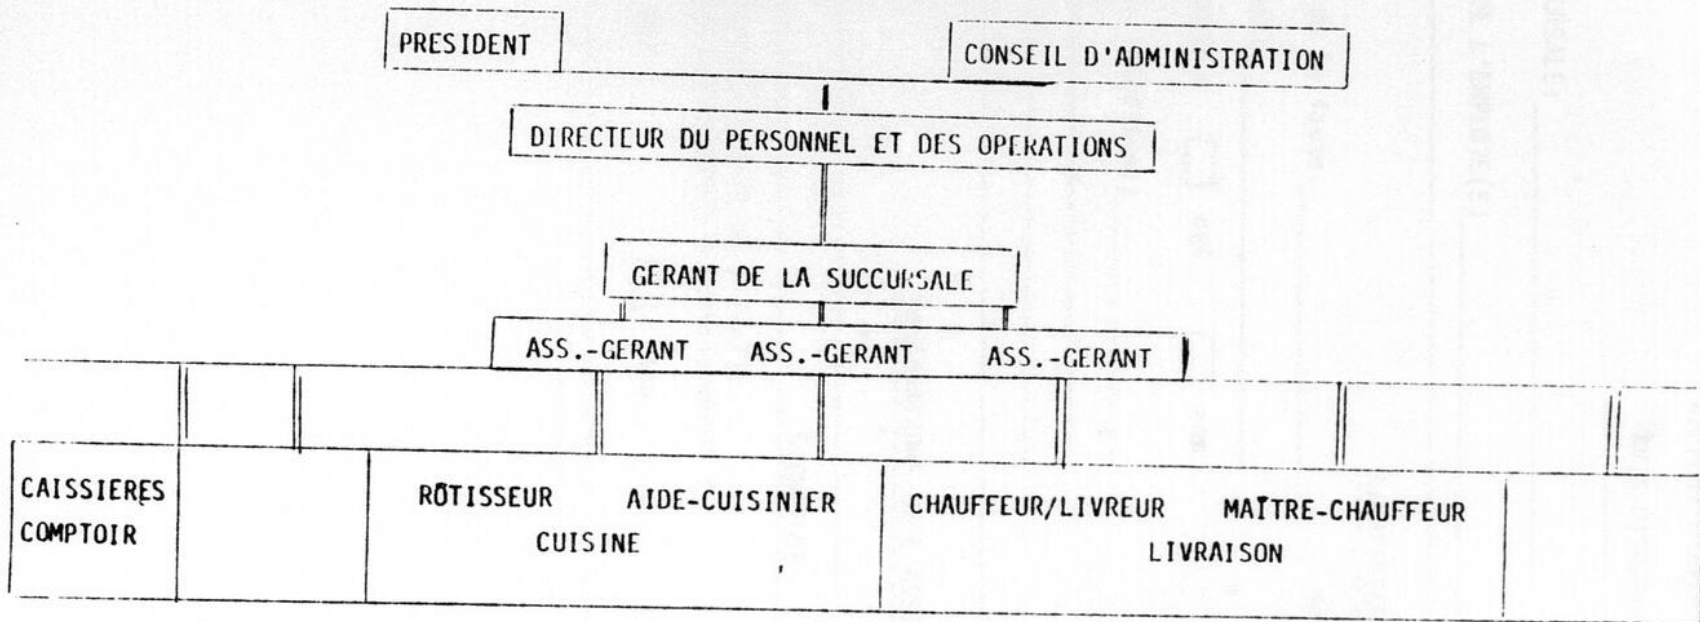 PRESIDENT
CONSEIL D'ADMINISTRATION
DIRECTEUR DU PERSONNEL ET DES OPERATIONS
GERANT DE LA SUCCURSALE
ASS.-GERANT ASS.-GERANT ASS.-GERANT
CAISSIERES
COMPTOIR
RÔTISSEUR AIDE-CUISINIER
CUISINE
CHAUFFEUR/LIVREUR MAÎTRE-CHAUFFEUR
LIVRAISON